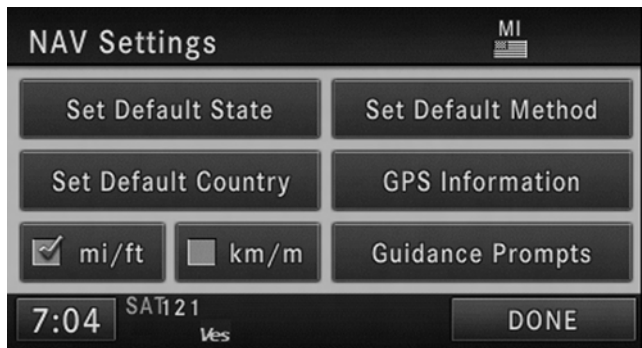 NAV Settings
MI
Set Default State
Set Default Method
Set Default Country
GPS Information
mi/ft
km/m
Guidance Prompts
7:04
SAT121
Ves
DONE